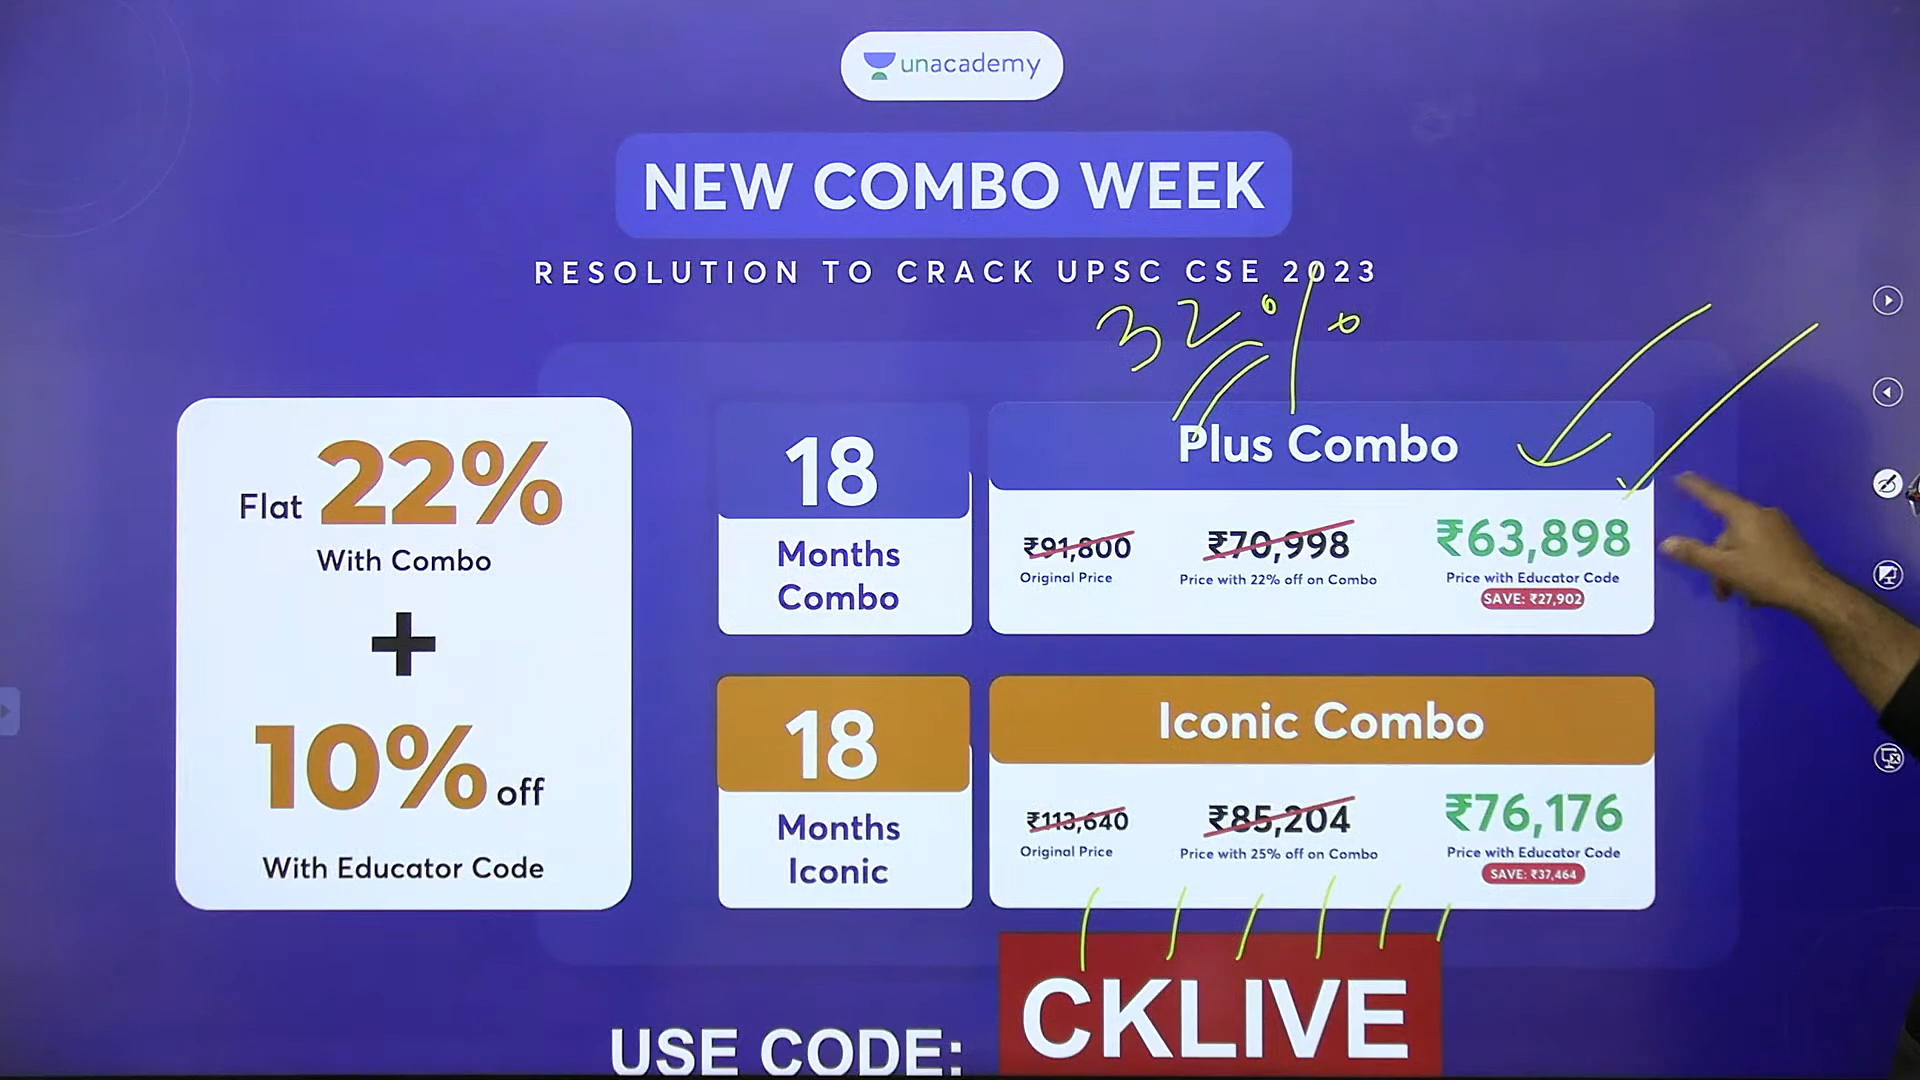 unacademy
NEW COMBO WEEK
RESOLUTION TO CRACK UPSC CSE 2023
32%
Flat 22%
With Combo
+
10% off
With Educator Code
18
Months
Combo
Plus Combo
₹91,800
Original Price
₹70,998
Price with 22% off on Combo
₹63,898
Price with Educator Code
SAVE: ₹27,902
18
Months
Iconic
Iconic Combo
₹113,640
Original Price
₹85,204
Price with 25% off on Combo
₹76,176
Price with Educator Code
SAVE: ₹37,464
USE CODE: CKLIVE